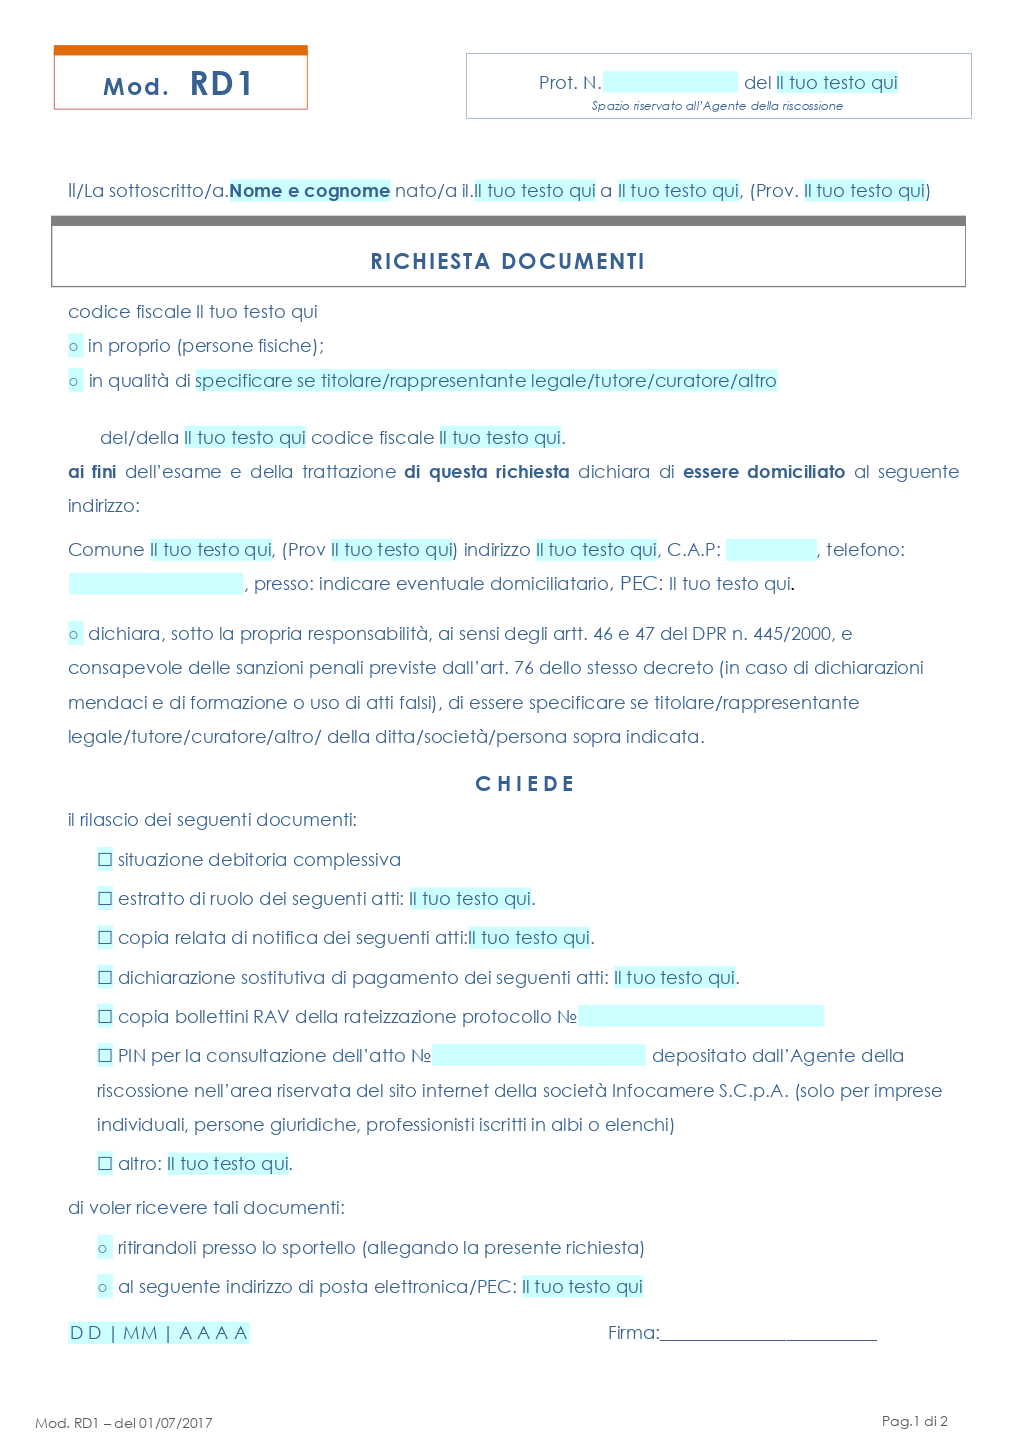 Mod. RD1
Prot. N. del Il tuo testo qui
Spazio riservato all'Agente della riscossione
Il/La sottoscritto/a.Nome e cognome nato/a il.Il tuo testo qui a Il tuo testo qui, (Prov. Il tuo testo qui)
RICHIESTA DOCUMENTI
codice fiscale Il tuo testo qui
○ in proprio (persone fisiche);
○ in qualità di specificare se titolare/rappresentante legale/tutore/curatore/altro
del/della Il tuo testo qui codice fiscale Il tuo testo qui.
ai fini dell'esame e della trattazione di questa richiesta dichiara di essere domiciliato al seguente
indirizzo:
Comune Il tuo testo qui, (Prov Il tuo testo qui) indirizzo Il tuo testo qui, C.A.P: , telefono:
, presso: indicare eventuale domiciliatario, PEC: Il tuo testo qui.
○ dichiara, sotto la propria responsabilità, ai sensi degli artt. 46 e 47 del DPR n. 445/2000, e
consapevole delle sanzioni penali previste dall'art. 76 dello stesso decreto (in caso di dichiarazioni
mendaci e di formazione o uso di atti falsi), di essere specificare se titolare/rappresentante
legale/tutore/curatore/altro/ della ditta/società/persona sopra indicata.
CHIEDE
il rilascio dei seguenti documenti:
☐ situazione debitoria complessiva
☐ estratto di ruolo dei seguenti atti: Il tuo testo qui.
☐ copia relata di notifica dei seguenti atti:Il tuo testo qui.
☐ dichiarazione sostitutiva di pagamento dei seguenti atti: Il tuo testo qui.
☐ copia bollettini RAV della rateizzazione protocollo №
☐ PIN per la consultazione dell'atto № depositato dall'Agente della
riscossione nell'area riservata del sito internet della società Infocamere S.C.p.A. (solo per imprese
individuali, persone giuridiche, professionisti iscritti in albi o elenchi)
☐ altro: Il tuo testo qui.
di voler ricevere tali documenti:
○ ritirandoli presso lo sportello (allegando la presente richiesta)
○ al seguente indirizzo di posta elettronica/PEC: Il tuo testo qui
D D | MM | A A A A Firma:______________________
Mod. RD1 – del 01/07/2017 Pag.1 di 2